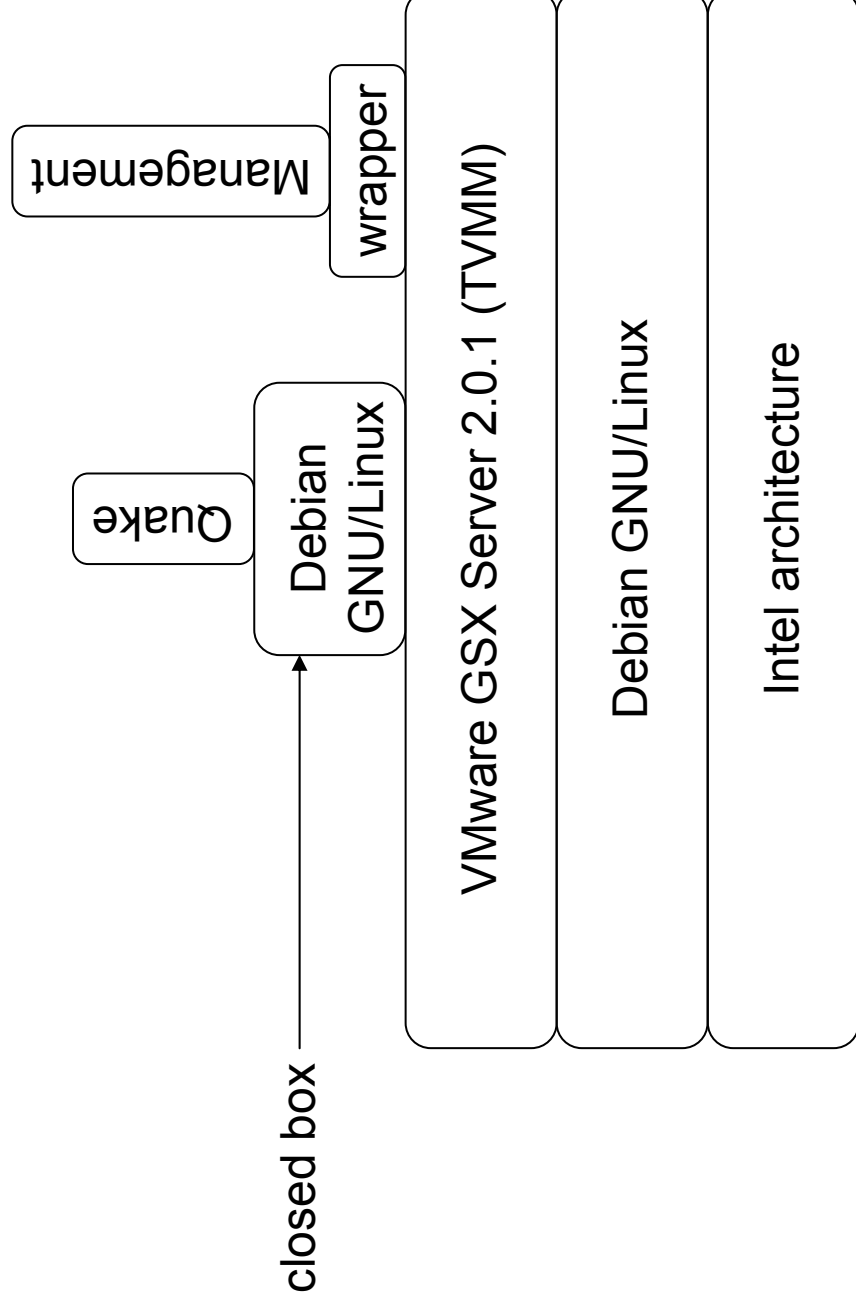 Quake
Management
closed box
Debian
GNU/Linux
wrapper
VMware GSX Server 2.0.1 (TVMM)
Debian GNU/Linux
Intel architecture